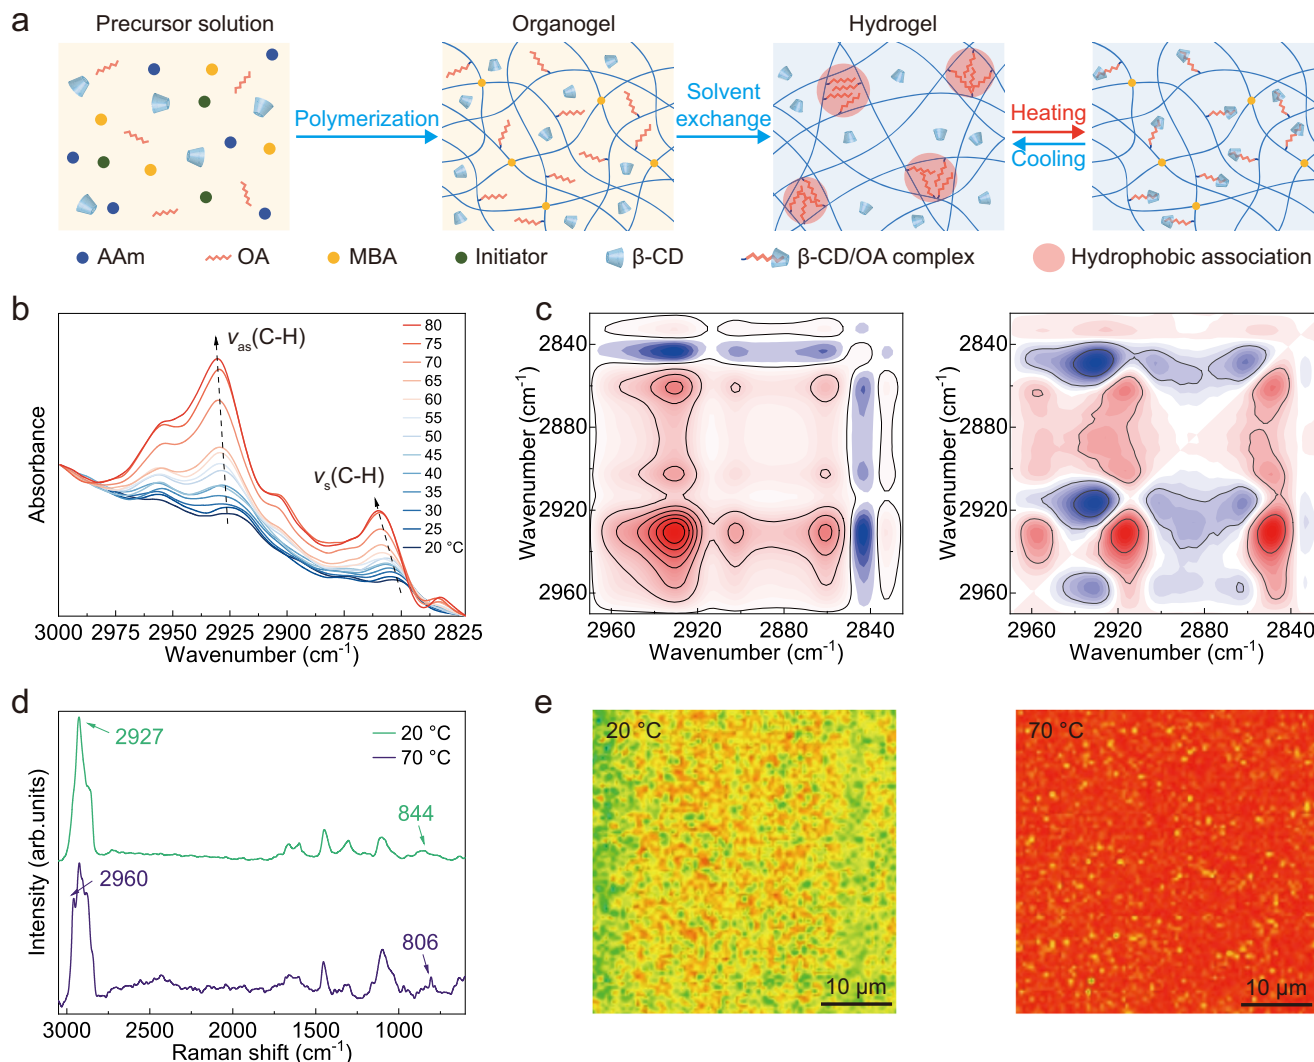 a
Precursor solution
Organogel
Hydrogel
Polymerization
Solvent
exchange
Heating
Cooling
AAm
OA
MBA
Initiator
β-CD
β-CD/OA complex
Hydrophobic association
b
Absorbance
νas(C-H)
νs(C-H)
80
75
70
65
60
55
50
45
40
35
30
25
20 °C
3000 2975 2950 2925 2900 2875 2850 2825
Wavenumber (cm-1)
c
Wavenumber (cm-1)
2840
2880
2920
2960
2960 2920 2880 2840
Wavenumber (cm-1)
Wavenumber (cm-1)
2840
2880
2920
2960
2960 2920 2880 2840
Wavenumber (cm-1)
d
Intensity (arb.units)
2927
20 °C
70 °C
844
2960
806
3000 2500 2000 1500 1000
Raman shift (cm-1)
e
20 °C
10 μm
70 °C
10 μm